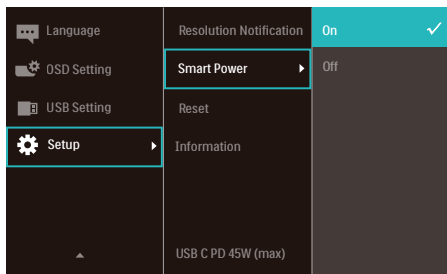 Language
OSD Setting
USB Setting
Setup
Resolution Notification
Smart Power
Reset
Information
USB C PD 45W (max)
On
Off